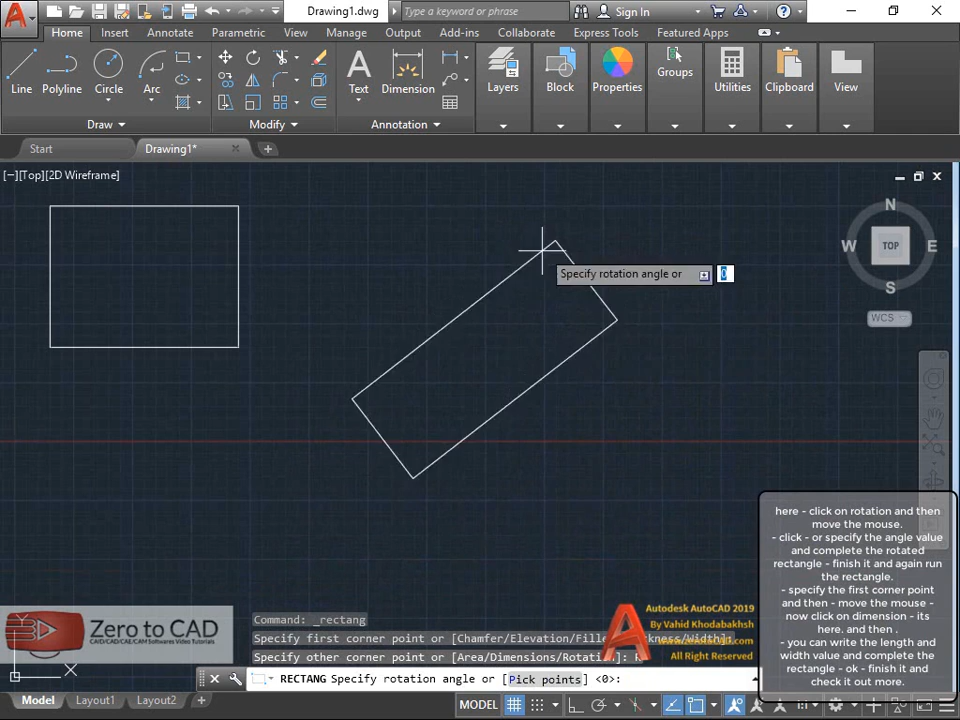 Drawing1.dwg
Type a keyword or phrase
Sign In
Home
Insert
Annotate
Parametric
View
Manage
Output
Add-ins
Collaborate
Express Tools
Featured Apps
Line
Polyline
Circle
Arc
Text
Dimension
Layers
Block
Properties
Groups
Utilities
Clipboard
View
Draw
Modify
Annotation
Start
Drawing1*
[−][Top][2D Wireframe]
N
W
TOP
E
S
WCS
Specify rotation angle or
0
here - click on rotation and then
move the mouse.
- click - or specify the angle value
and complete the rotated
rectangle - finish it and again run
the rectangle.
- specify the first corner point
and then - move the mouse -
now click on dimension - its
here. and then .
- you can write the length and
width value and complete the
rectangle - ok - finish it and
check it out more.
Zero to CAD
CAD/CAD/CAE/CAM Softwares Video Tutorials
Autodesk AutoCAD 2019
By Vahid Khodabakhsh
All Right Reserved
Command: _rectang
Specify first corner point or [Chamfer/Elevation/Fille
Width]:
Specify other corner point or [Area/Dimensions/Rotation]: R
RECTANG Specify rotation angle or [Pick points] <0>:
Y
X
Model
Layout1
Layout2
MODEL